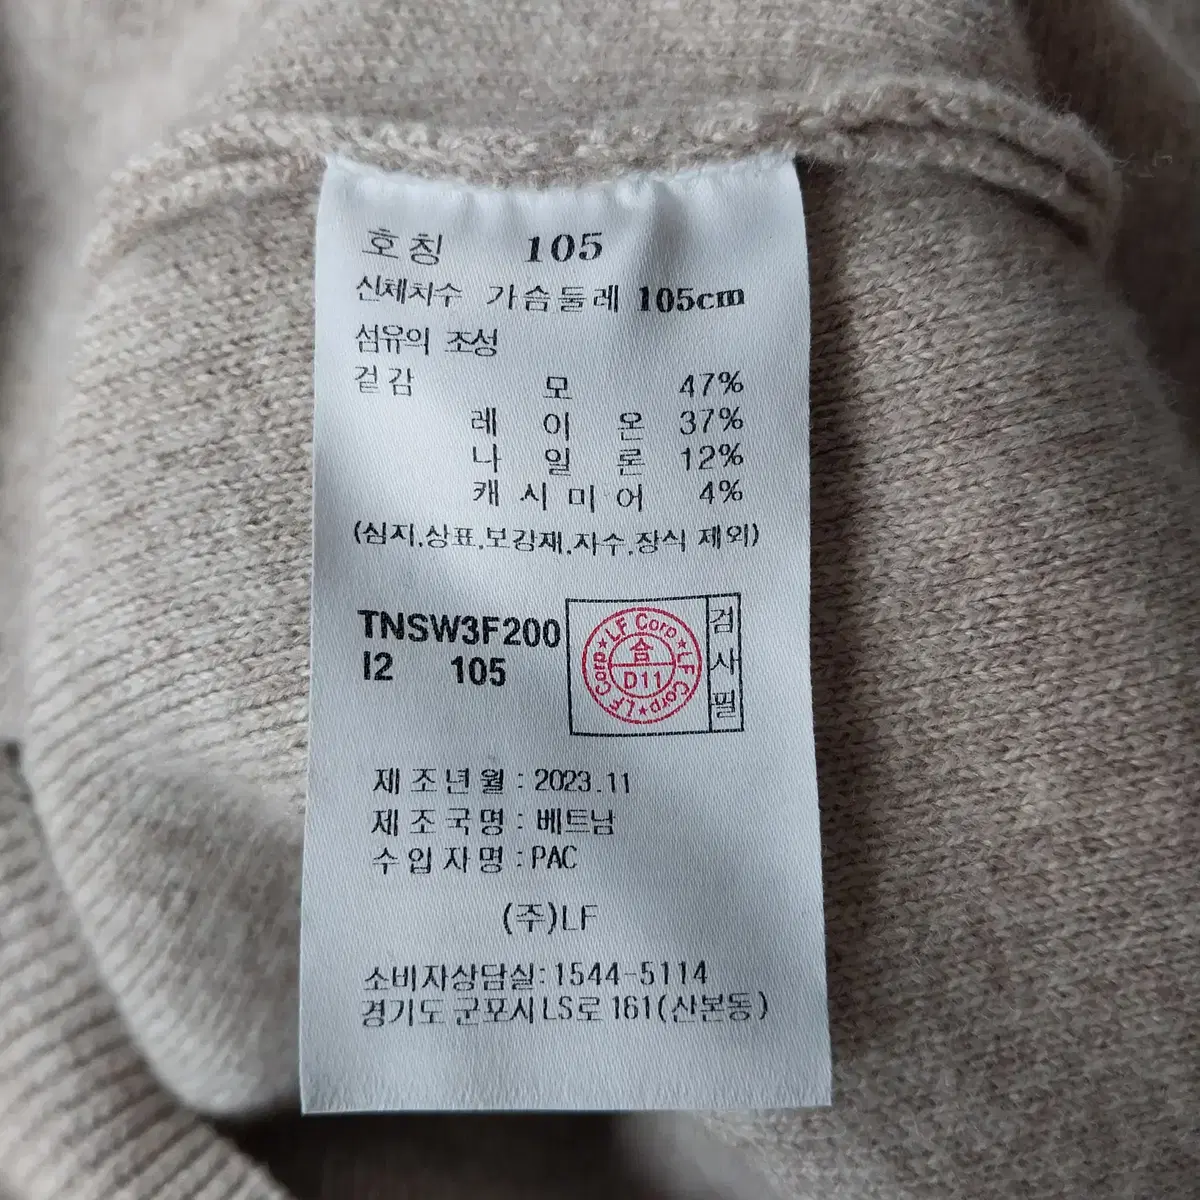 호칭 105
신체치수 가슴둘레 105cm
섬유의 조성
겉감 모 47%
레이온 37%
나일론 12%
캐시미어 4%
(심지.상표.보강재.자수.장식 제외)
TNSW3F200
I2 105
LF Corp★LF Corp★LF Corp★
合
D11
검사필
제조년월 : 2023.11
제조국명 : 베트남
수입자명 : PAC
(주)LF
소비자상담실: 1544-5114
경기도 군포시 LS로 161(산본동)